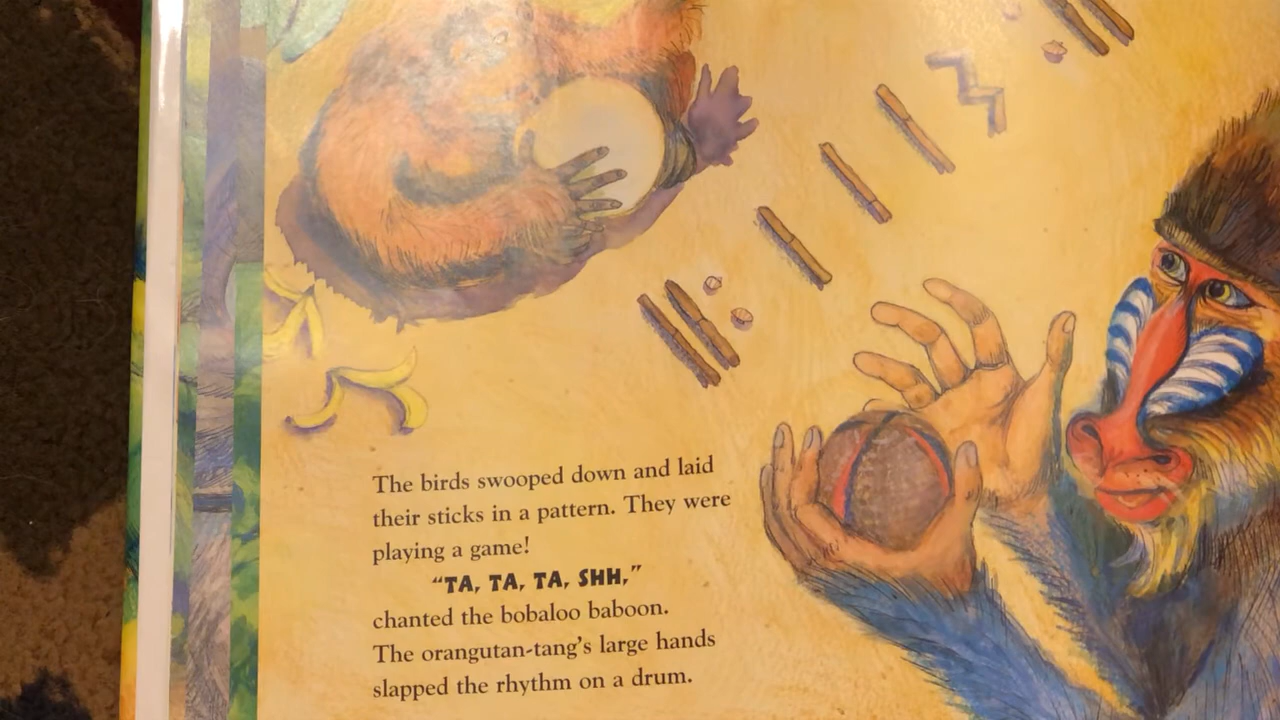 The birds swooped down and laid
their sticks in a pattern. They were
playing a game!
“TA, TA, TA, SHH,”
chanted the bobaloo baboon.
The orangutan-tang’s large hands
slapped the rhythm on a drum.